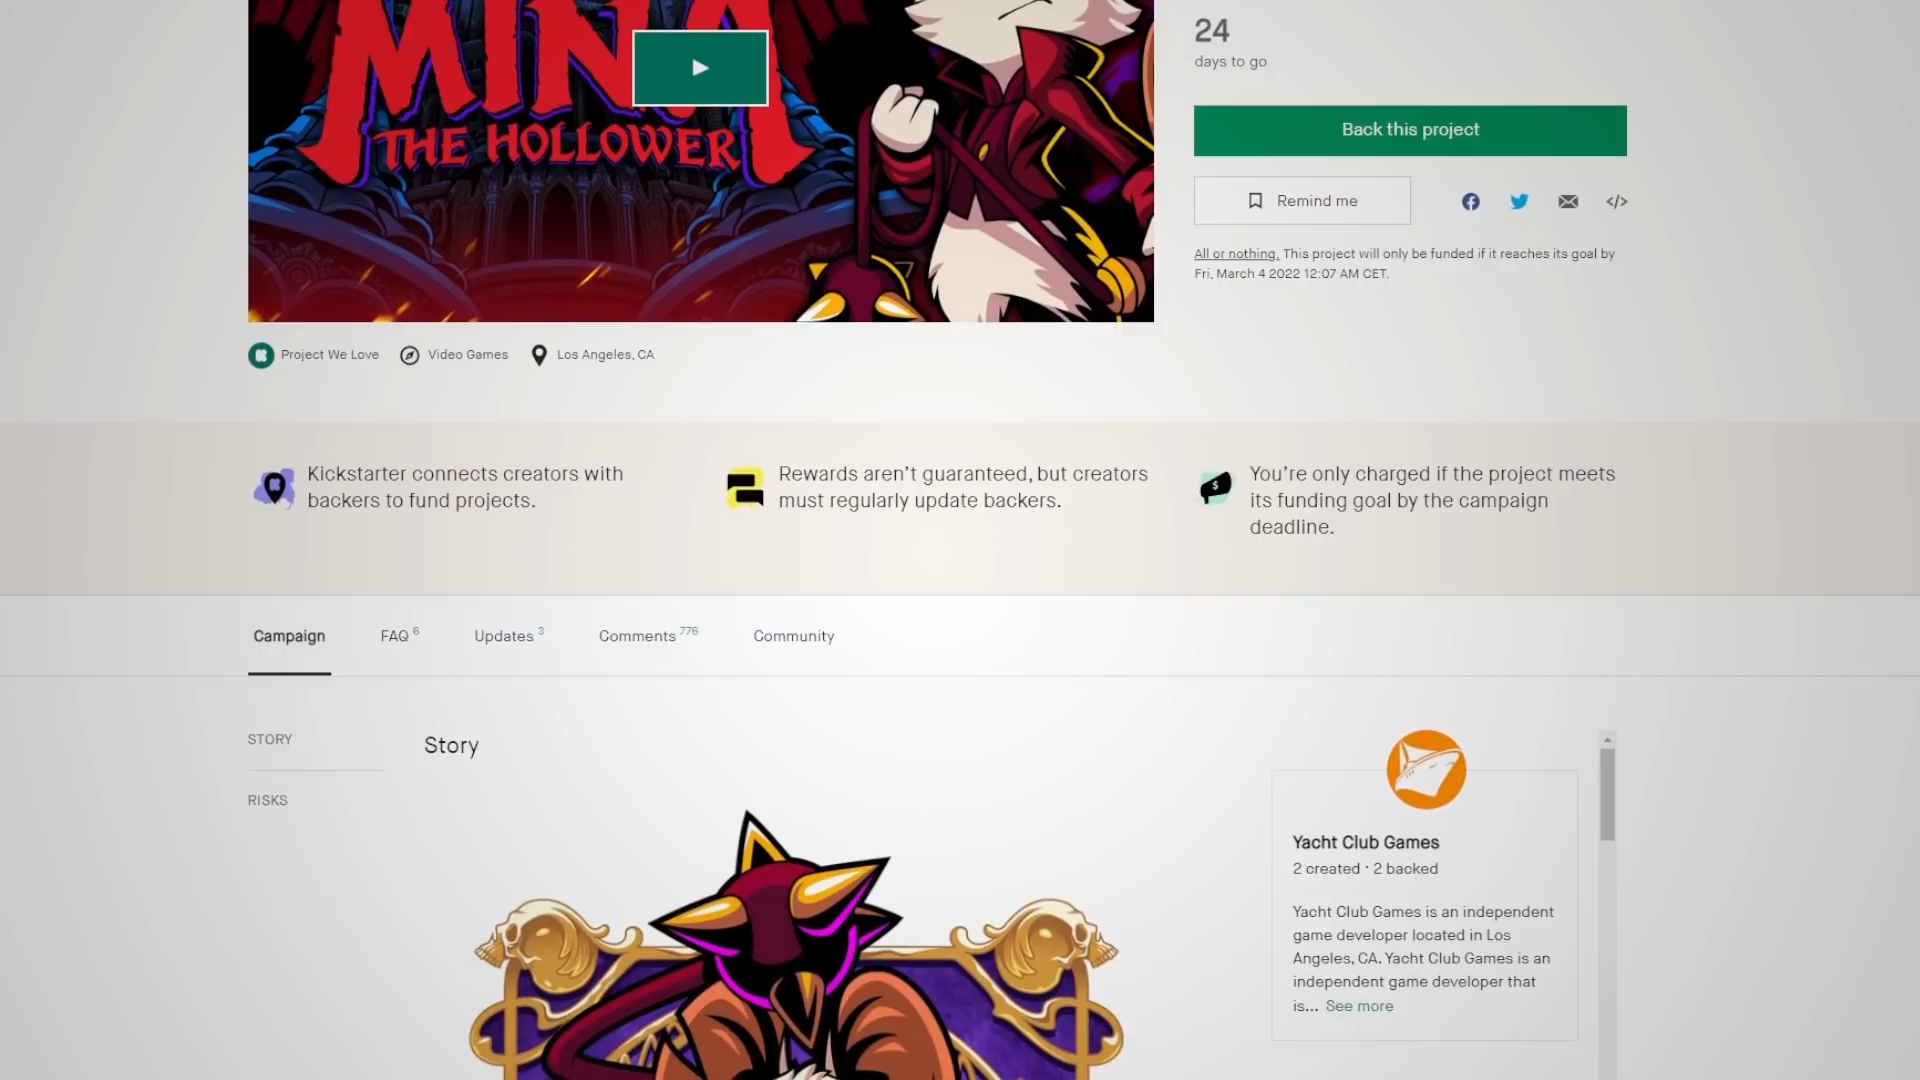 MINA
THE HOLLOWER
24
days to go
Back this project
Remind me
</>
All or nothing. This project will only be funded if it reaches its goal by
Fri, March 4 2022 12:07 AM CET.
Project We Love
Video Games
Los Angeles, CA
Kickstarter connects creators with
backers to fund projects.
Rewards aren't guaranteed, but creators
must regularly update backers.
You're only charged if the project meets
its funding goal by the campaign
deadline.
Campaign
FAQ 6
Updates 3
Comments 776
Community
STORY
RISKS
Story
Yacht Club Games
2 created · 2 backed
Yacht Club Games is an independent
game developer located in Los
Angeles, CA. Yacht Club Games is an
independent game developer that
is... See more